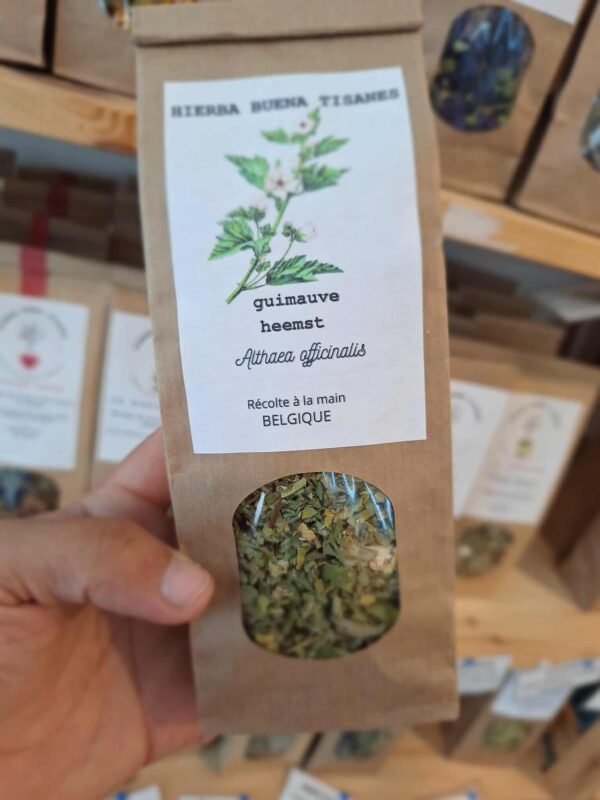 HIERBA BUENA TISANES
guimauve
heemst
Althaea officinalis
Récolte à la main
BELGIQUE